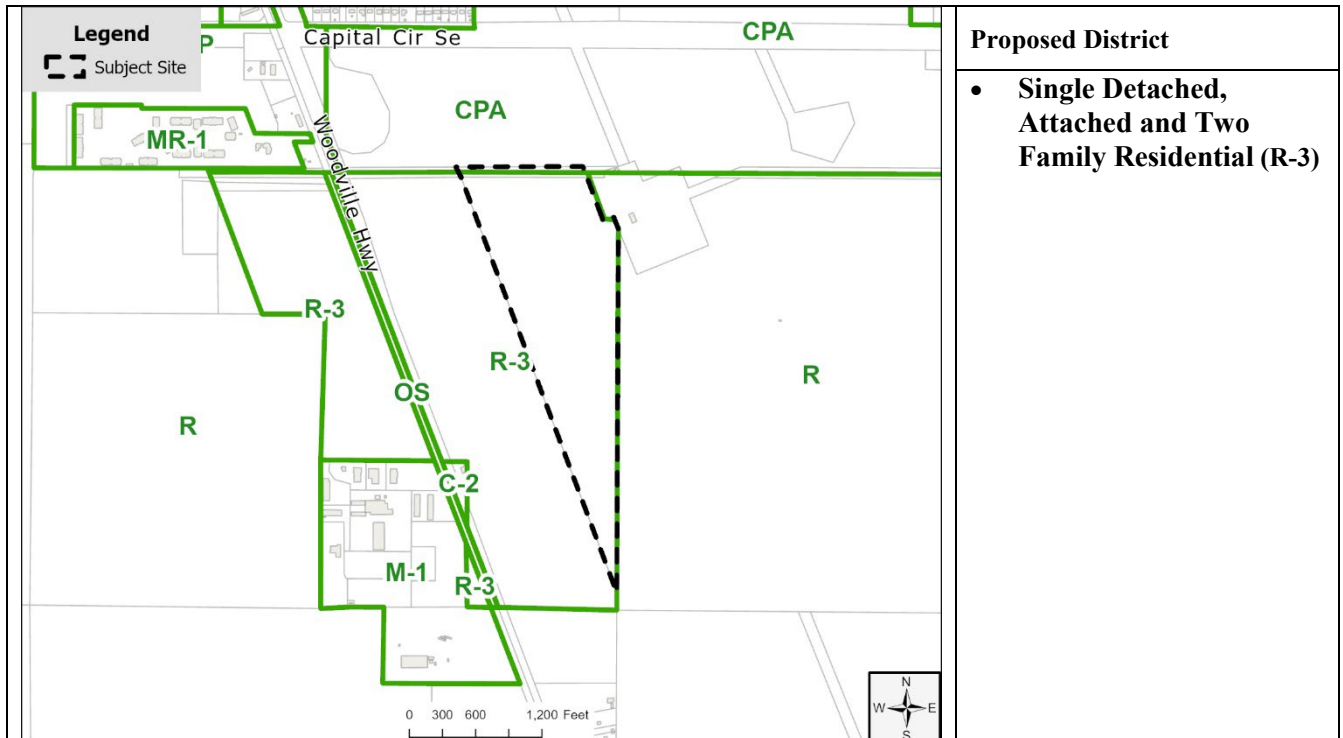 Legend
Subject Site
P
Capital Cir Se
CPA
CPA
MR-1
Woodville Hwy
R-3
R-3
OS
R
R
C-2
M-1
R-3
0 300 600 1,200 Feet
N
W E
S
Proposed District
• Single Detached,
Attached and Two
Family Residential (R-3)